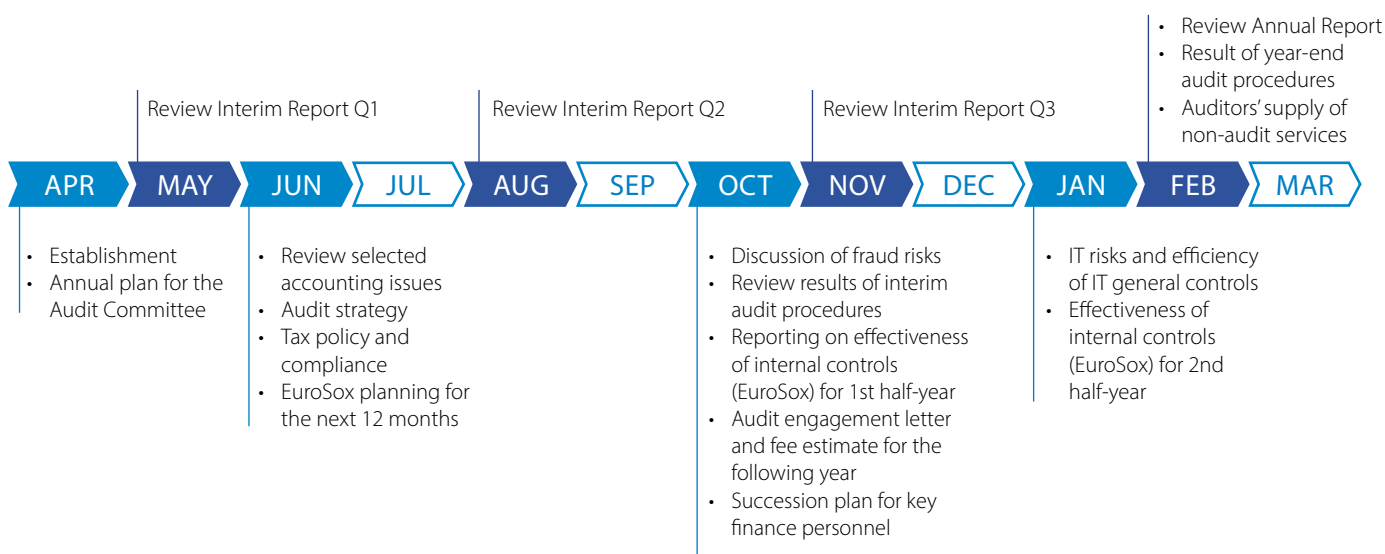 • Review Annual Report
• Result of year-end
audit procedures
• Auditors' supply of
non-audit services
Review Interim Report Q1
Review Interim Report Q2
Review Interim Report Q3
APR
MAY
JUN
JUL
AUG
SEP
OCT
NOV
DEC
JAN
FEB
MAR
• Establishment
• Annual plan for the
Audit Committee
• Review selected
accounting issues
• Audit strategy
• Tax policy and
compliance
• EuroSox planning for
the next 12 months
• Discussion of fraud risks
• Review results of interim
audit procedures
• Reporting on effectiveness
of internal controls
(EuroSox) for 1st half-year
• Audit engagement letter
and fee estimate for the
following year
• Succession plan for key
finance personnel
• IT risks and efficiency
of IT general controls
• Effectiveness of
internal controls
(EuroSox) for 2nd
half-year